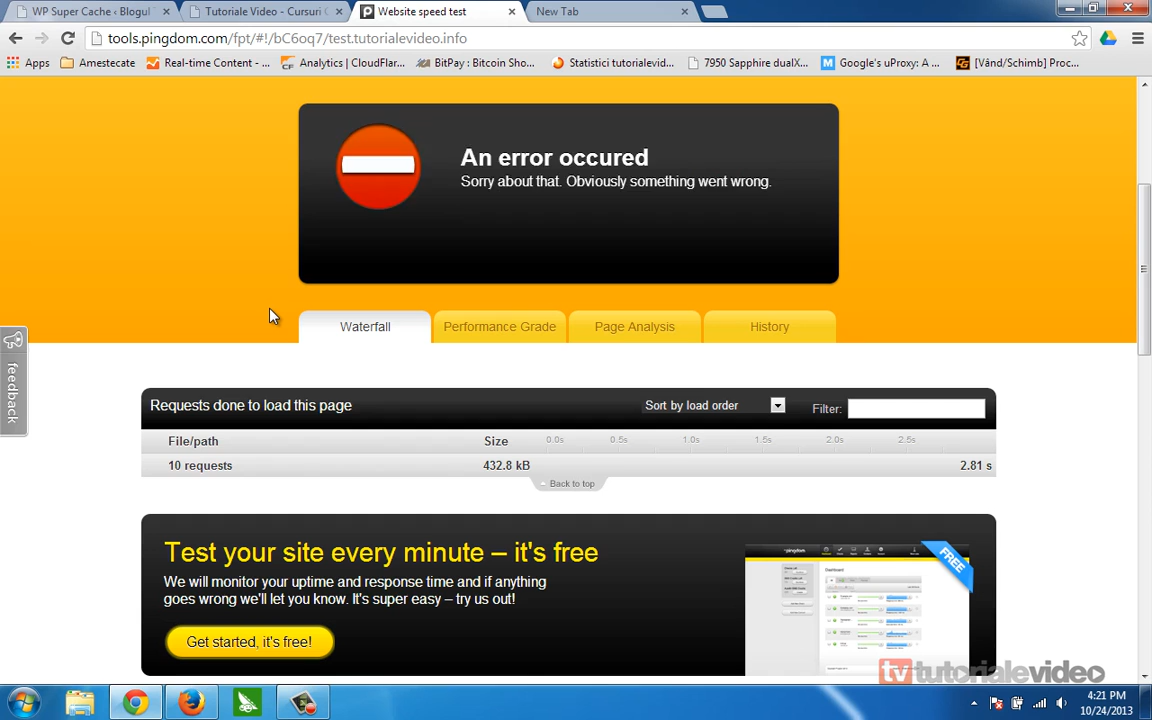 WP Super Cache ‹ Blogul
Tutoriale Video - Cursuri
Website speed test
New Tab
tools.pingdom.com/fpt/#!/bC6oq7/test.tutorialevideo.info
Apps
Amestecate
Real-time Content - ...
Analytics | CloudFlar...
BitPay : Bitcoin Sho...
Statistici tutorialevid...
7950 Sapphire dualX...
Google's uProxy: A ...
[Vând/Schimb] Proc...
An error occured
Sorry about that. Obviously something went wrong.
Waterfall
Performance Grade
Page Analysis
History
feedback
Requests done to load this page
Sort by load order
Filter:
File/path Size 0.0s 0.5s 1.0s 1.5s 2.0s 2.5s
10 requests 432.8 kB 2.81 s
Back to top
Test your site every minute – it's free
We will monitor your uptime and response time and if anything
goes wrong we'll let you know. It's super easy – try us out!
Get started, it's free!
pingdom
Dashboard
FREE
tv tutorialevideo
4:21 PM
10/24/2013